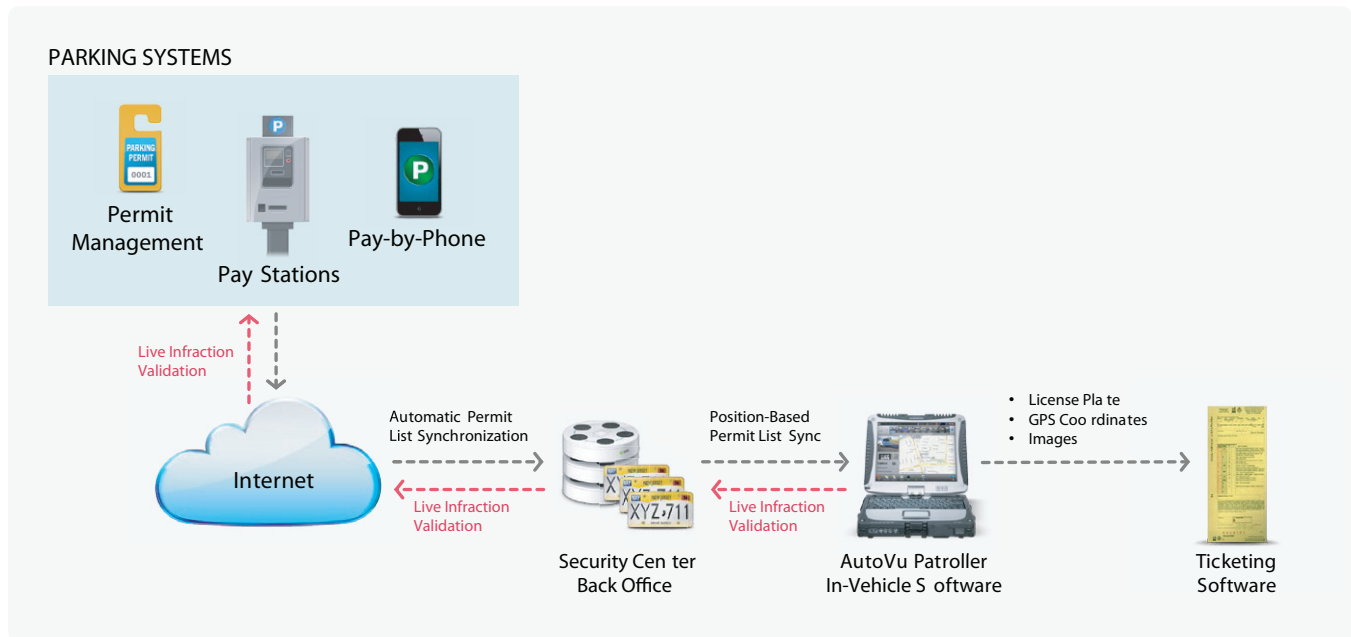 PARKING SYSTEMS
P
PARKING
PERMIT
0001
P
Permit
Management
Pay Stations
Pay-by-Phone
Live Infraction
Validation
Internet
Automatic Permit
List Synchronization
Live Infraction
Validation
XYZ 711
Security Cen ter
Back Office
Position-Based
Permit List Sync
Live Infraction
Validation
AutoVu Patroller
In-Vehicle S oftware
• License Pla te
• GPS Coo rdinates
• Images
Ticketing
Software